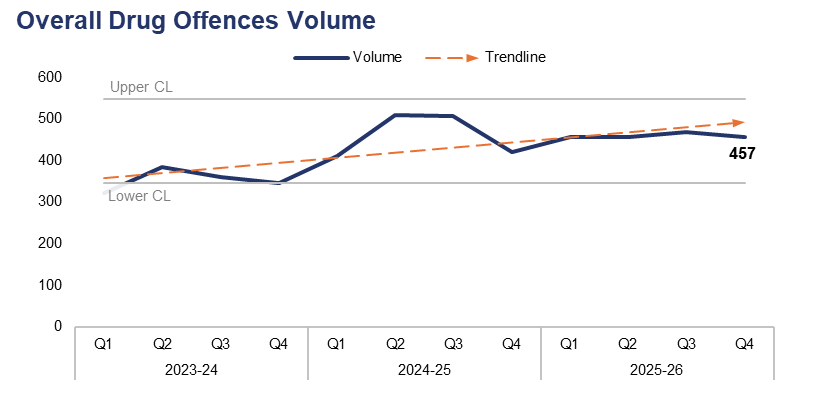 Overall Drug Offences Volume
Volume Trendline
600
Upper CL
500
400
457
300
Lower CL
200
100
0
Q1 Q2 Q3 Q4 Q1 Q2 Q3 Q4 Q1 Q2 Q3 Q4
2023-24 2024-25 2025-26